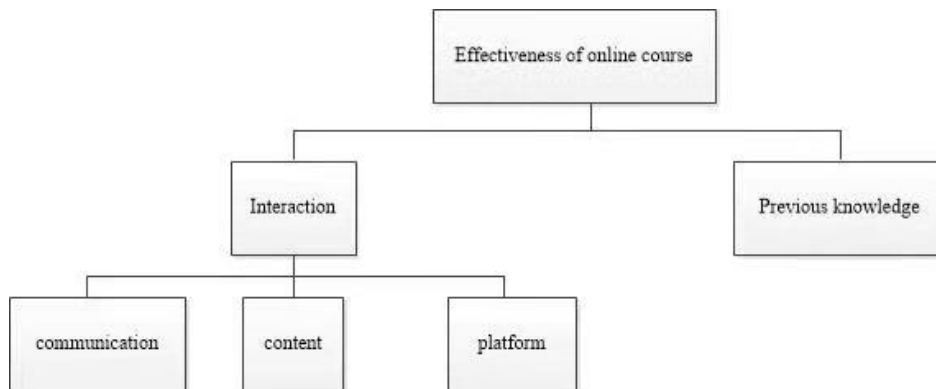 Effectiveness of online course
Interaction
Previous knowledge
communication
content
platform